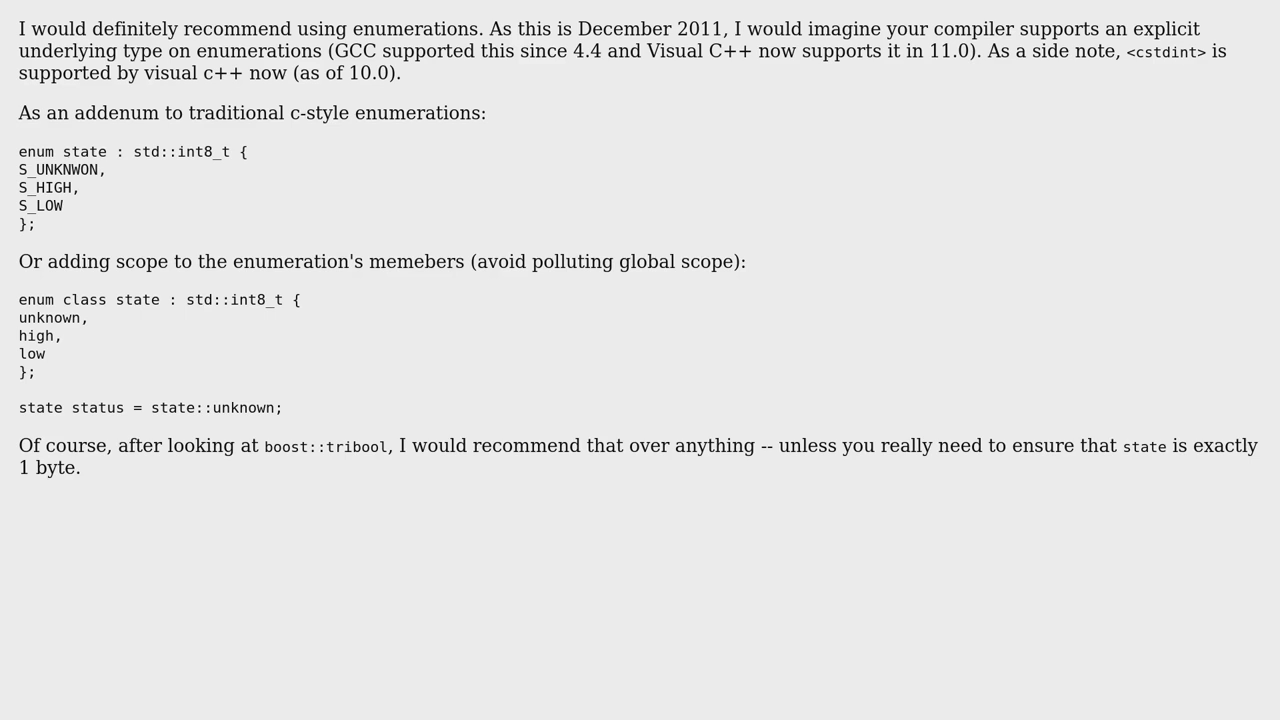 I would definitely recommend using enumerations. As this is December 2011, I would imagine your compiler supports an explicit
underlying type on enumerations (GCC supported this since 4.4 and Visual C++ now supports it in 11.0). As a side note, <cstdint> is
supported by visual c++ now (as of 10.0).
As an addenum to traditional c-style enumerations:
enum state : std::int8_t {
S_UNKNWON,
S_HIGH,
S_LOW
};
Or adding scope to the enumeration's memebers (avoid polluting global scope):
enum class state : std::int8_t {
unknown,
high,
low
};
state status = state::unknown;
Of course, after looking at boost::tribool, I would recommend that over anything -- unless you really need to ensure that state is exactly
1 byte.